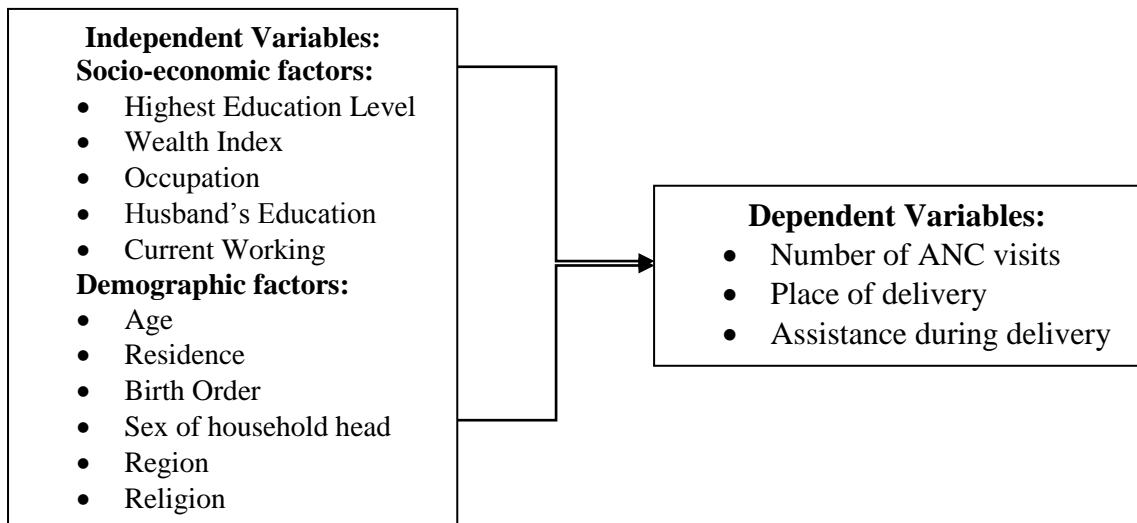 Independent Variables:
Socio-economic factors:
• Highest Education Level
• Wealth Index
• Occupation
• Husband’s Education
• Current Working
Demographic factors:
• Age
• Residence
• Birth Order
• Sex of household head
• Region
• Religion
Dependent Variables:
• Number of ANC visits
• Place of delivery
• Assistance during delivery